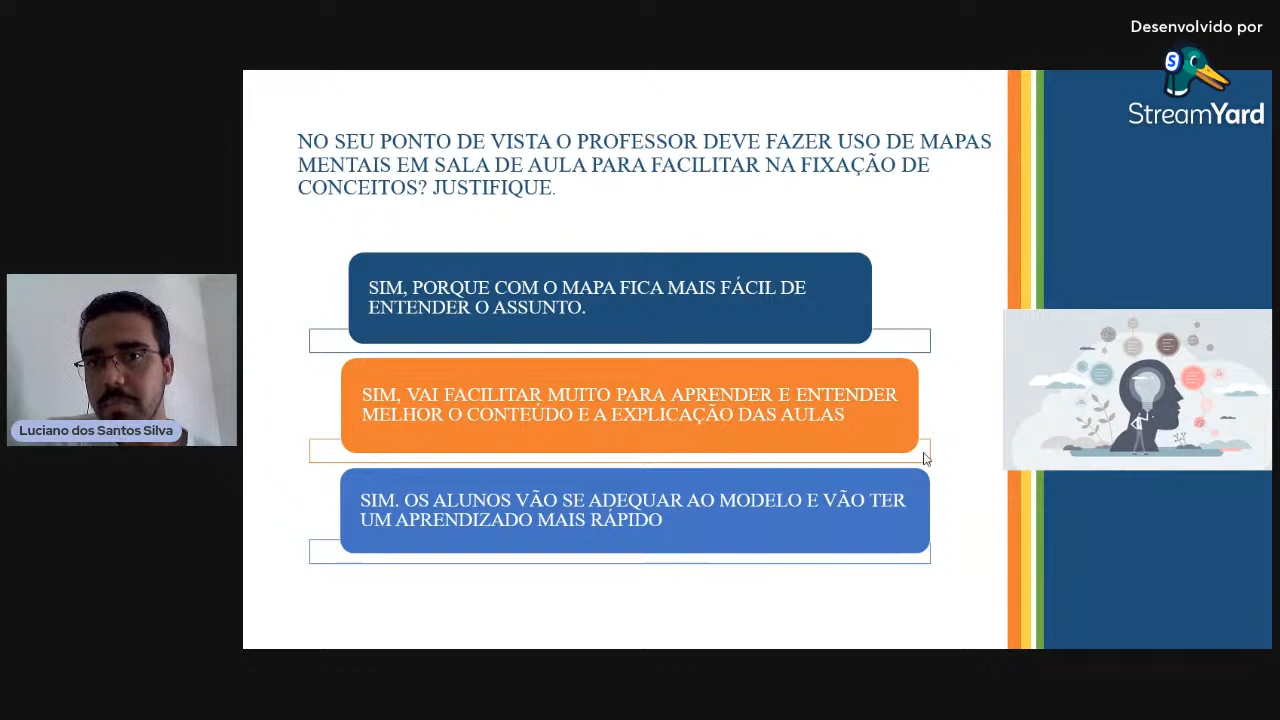 Desenvolvido por
S
StreamYard
NO SEU PONTO DE VISTA O PROFESSOR DEVE FAZER USO DE MAPAS
MENTAIS EM SALA DE AULA PARA FACILITAR NA FIXAÇÃO DE
CONCEITOS? JUSTIFIQUE.
SIM, PORQUE COM O MAPA FICA MAIS FÁCIL DE
ENTENDER O ASSUNTO.
SIM, VAI FACILITAR MUITO PARA APRENDER E ENTENDER
MELHOR O CONTEÚDO E A EXPLICAÇÃO DAS AULAS
SIM. OS ALUNOS VÃO SE ADEQUAR AO MODELO E VÃO TER
UM APRENDIZADO MAIS RÁPIDO
Luciano dos Santos Silva